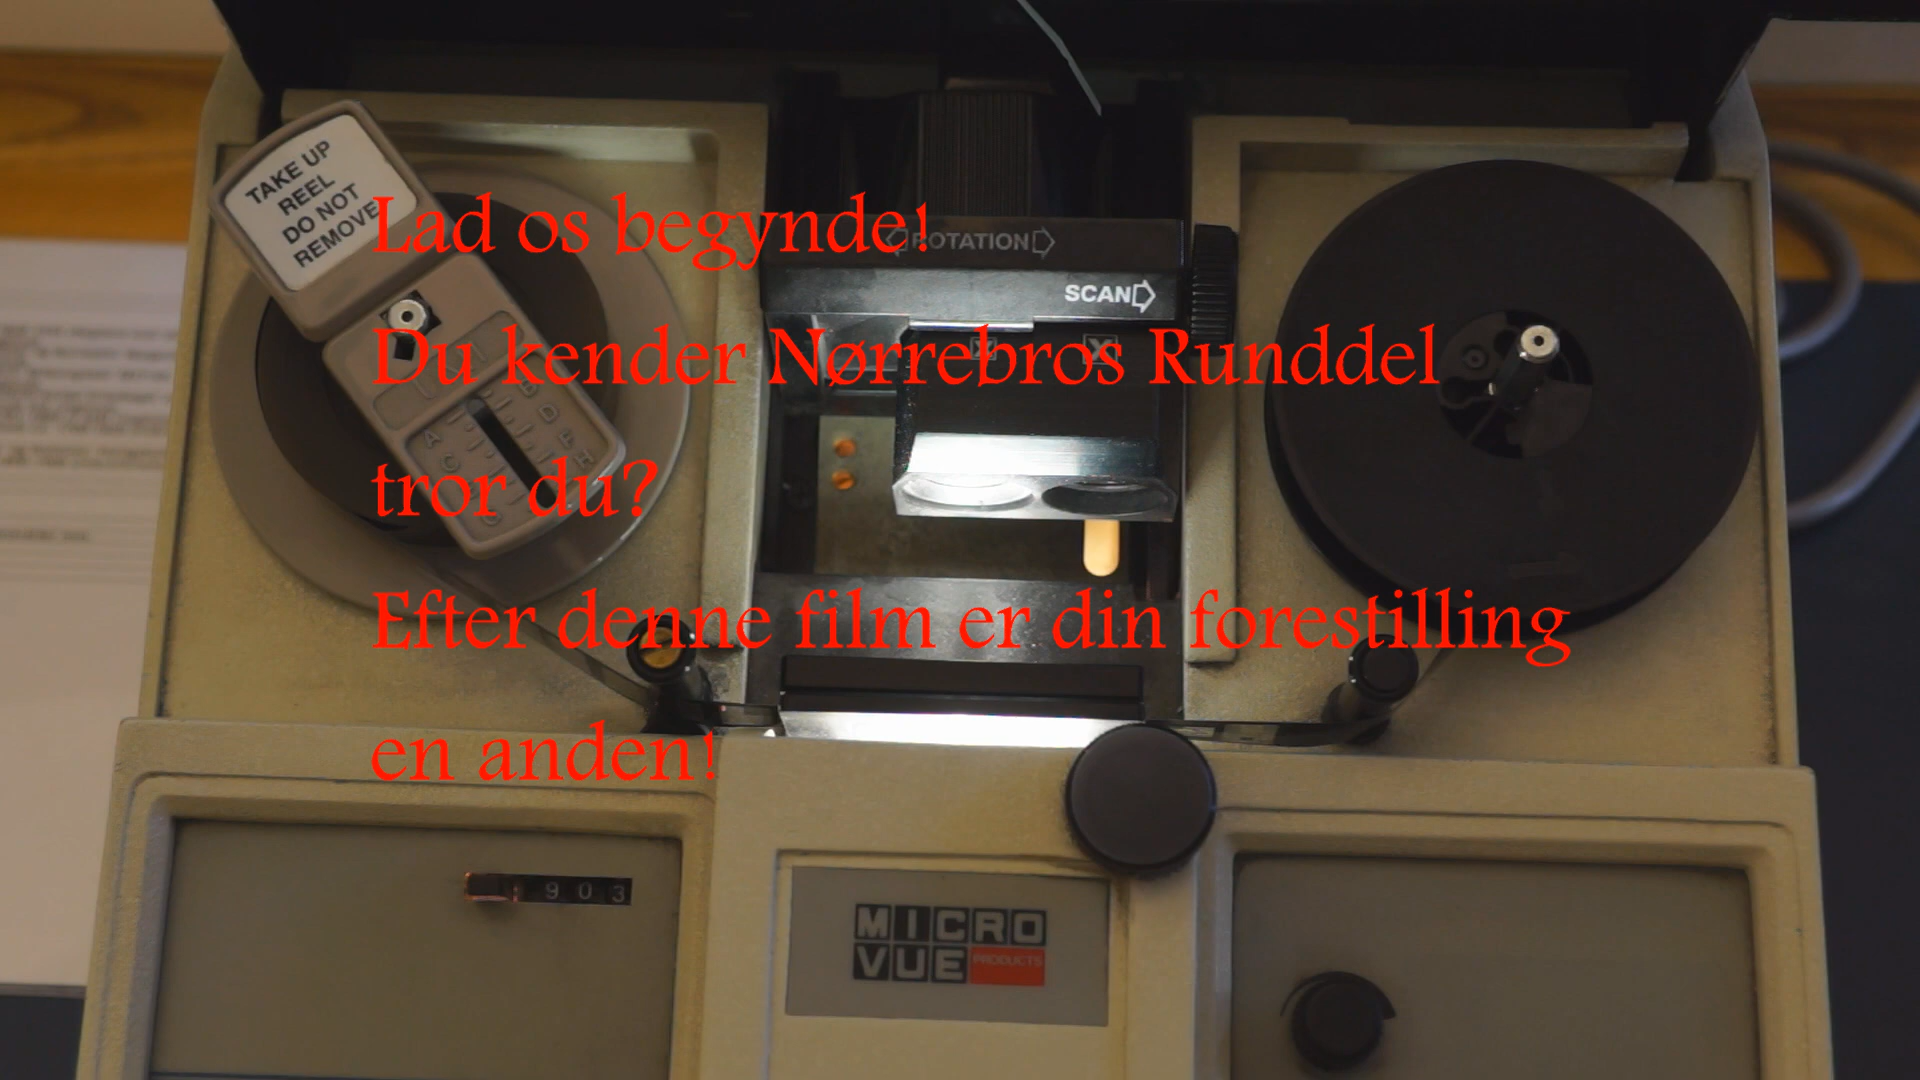 TAKE UP
REEL
DO NOT
REMOVE
Lad os begynde!
ROTATION
SCAN
Du kender Nørrebros Runddel
tror du?
Efter denne film er din forestilling
en anden!
903
MICRO
VUE PRODUCTS